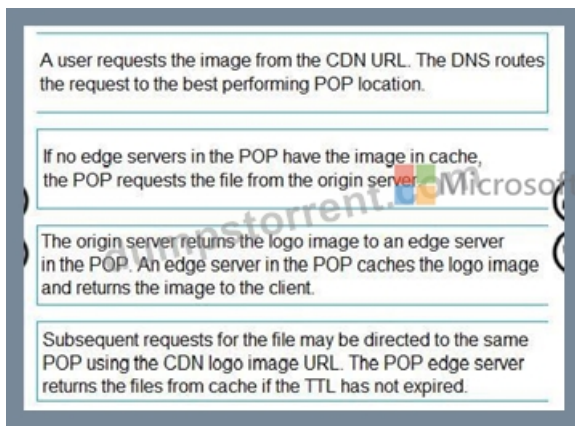 A user requests the image from the CDN URL. The DNS routes
the request to the best performing POP location.
If no edge servers in the POP have the image in cache,
the POP requests the file from the origin server.
Microsof
dumpstorrent.com
The origin server returns the logo image to an edge server
in the POP. An edge server in the POP caches the logo image
and returns the image to the client.
Subsequent requests for the file may be directed to the same
POP using the CDN logo image URL. The POP edge server
returns the files from cache if the TTL has not expired.